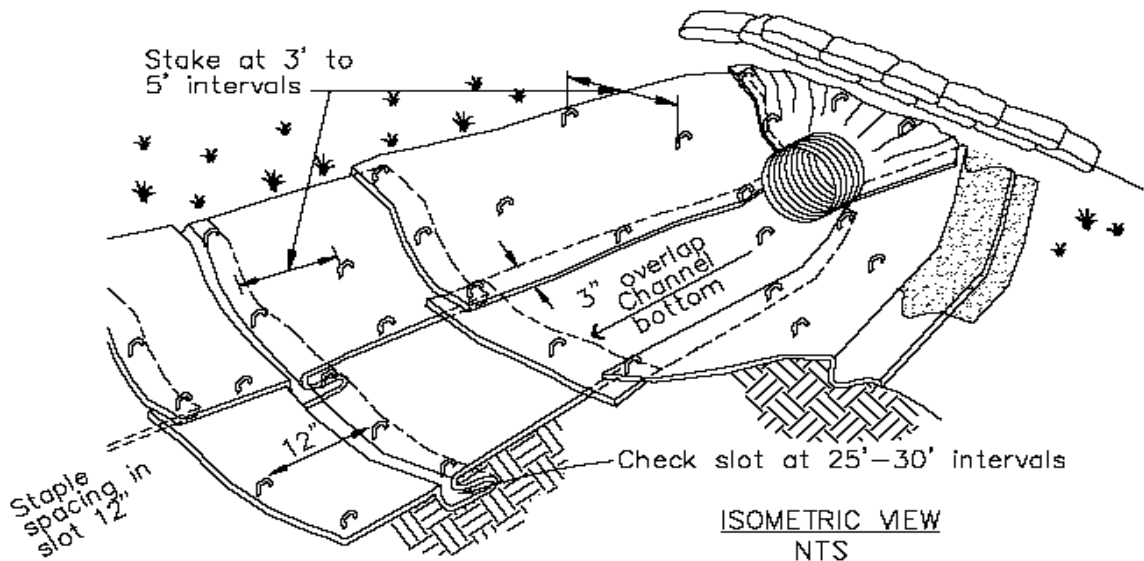 Stake at 3' to
5' intervals
3" overlap
Channel
bottom
12"
Staple
spacing in
slot 12"
Check slot at 25'-30' intervals
ISOMETRIC VIEW
NTS